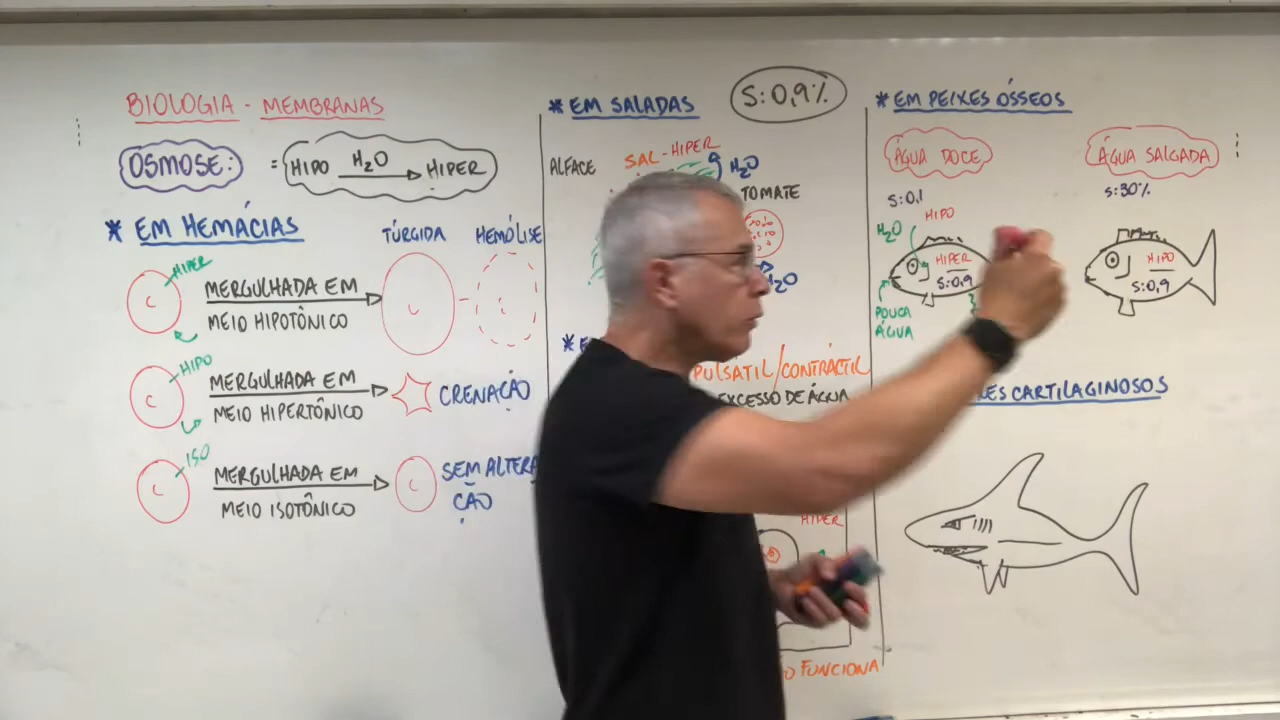 BIOLOGIA - MEMBRANAS
OSMOSE:
= HIPO H₂O HIPER
* EM HEMÁCIAS
TÚRGIDA
HEMÓLISE
HIPER
C
MERGULHADA EM
MEIO HIPOTÔNICO
C
C
HIPO
C
MERGULHADA EM
MEIO HIPERTÔNICO
CRENAÇÃO
ISO
C
MERGULHADA EM
MEIO ISOTÔNICO
C
SEM ALTERA
ÇÃO
* EM SALADAS
S: 0,9%
ALFACE
SAL - HIPER
H₂O
TOMATE
H₂O
*
PULSÁTIL/CONTRÁCTIL
EXCESSO DE ÁGUA
HIPER
FUNCIONA
* EM PEIXES ÓSSEOS
ÁGUA DOCE
S: 0,1
HIPO
H₂O
HIPER
S: 0,9
POUCA
ÁGUA
ÁGUA SALGADA
S: 30%
HIPO
S: 0,9
CARTILAGINOSOS